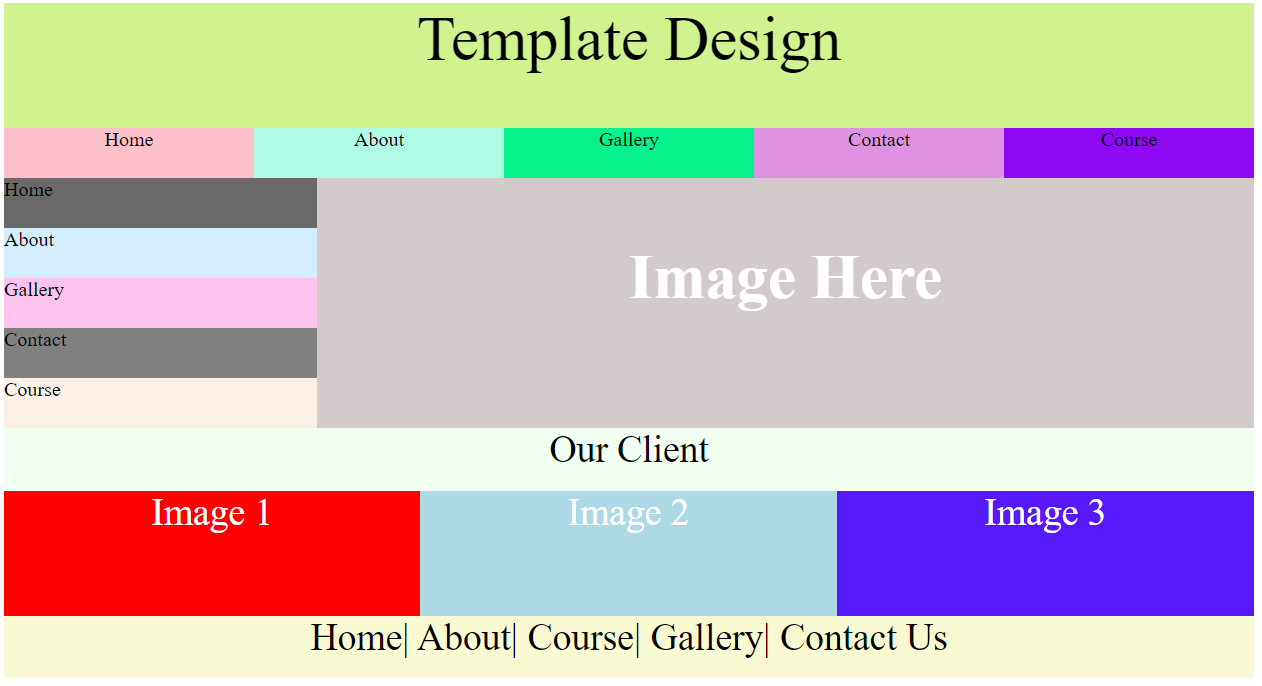 Template Design
Home About Gallery Contact Course
Home
About
Gallery
Contact
Course
Image Here
Our Client
Image 1 Image 2 Image 3
Home| About| Course| Gallery| Contact Us